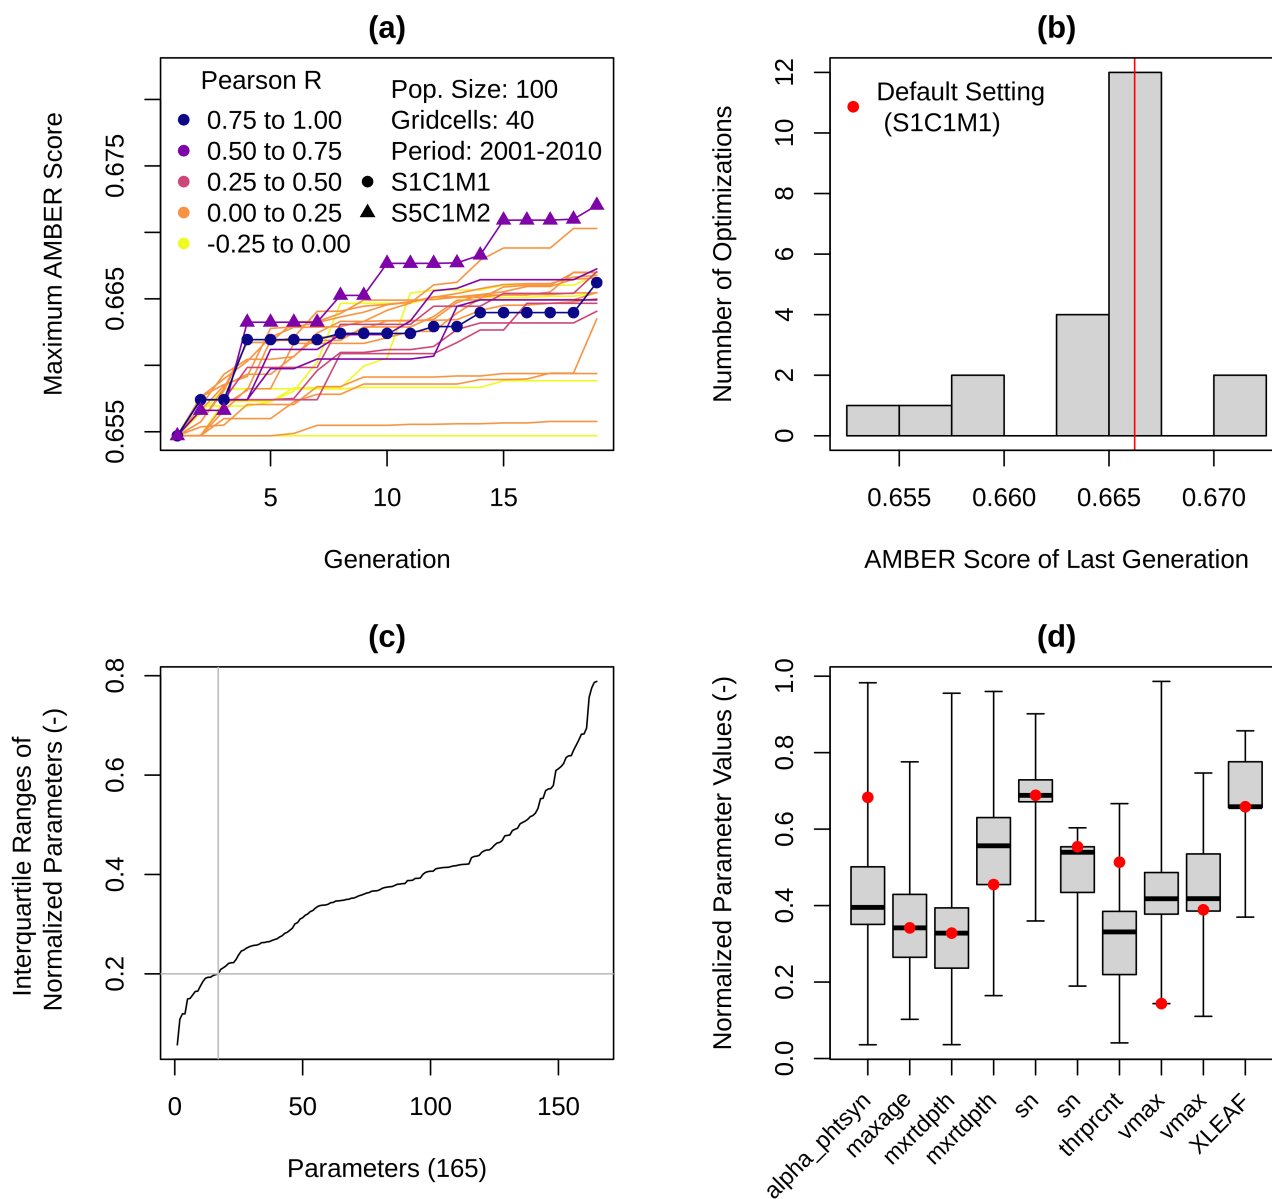 (a)
Pearson R
0.75 to 1.00
0.50 to 0.75
0.25 to 0.50
0.00 to 0.25
-0.25 to 0.00
Pop. Size: 100
Gridcells: 40
Period: 2001-2010
S1C1M1
S5C1M2
Maximum AMBER Score
0.675
0.665
0.655
5 10 15
Generation
(b)
Default Setting
(S1C1M1)
Numnber of Optimizations
12
10
8
6
4
2
0
0.655 0.660 0.665 0.670
AMBER Score of Last Generation
(c)
Interquartile Ranges of
Normalized Parameters (-)
0.8
0.6
0.4
0.2
0 50 100 150
Parameters (165)
(d)
Normalized Parameter Values (-)
1.0
0.8
0.6
0.4
0.2
0.0
alpha_phtsyn
maxage
mxrtdpth
mxrtdpth
sn
sn
thrprcnt
vmax
vmax
XLEAF